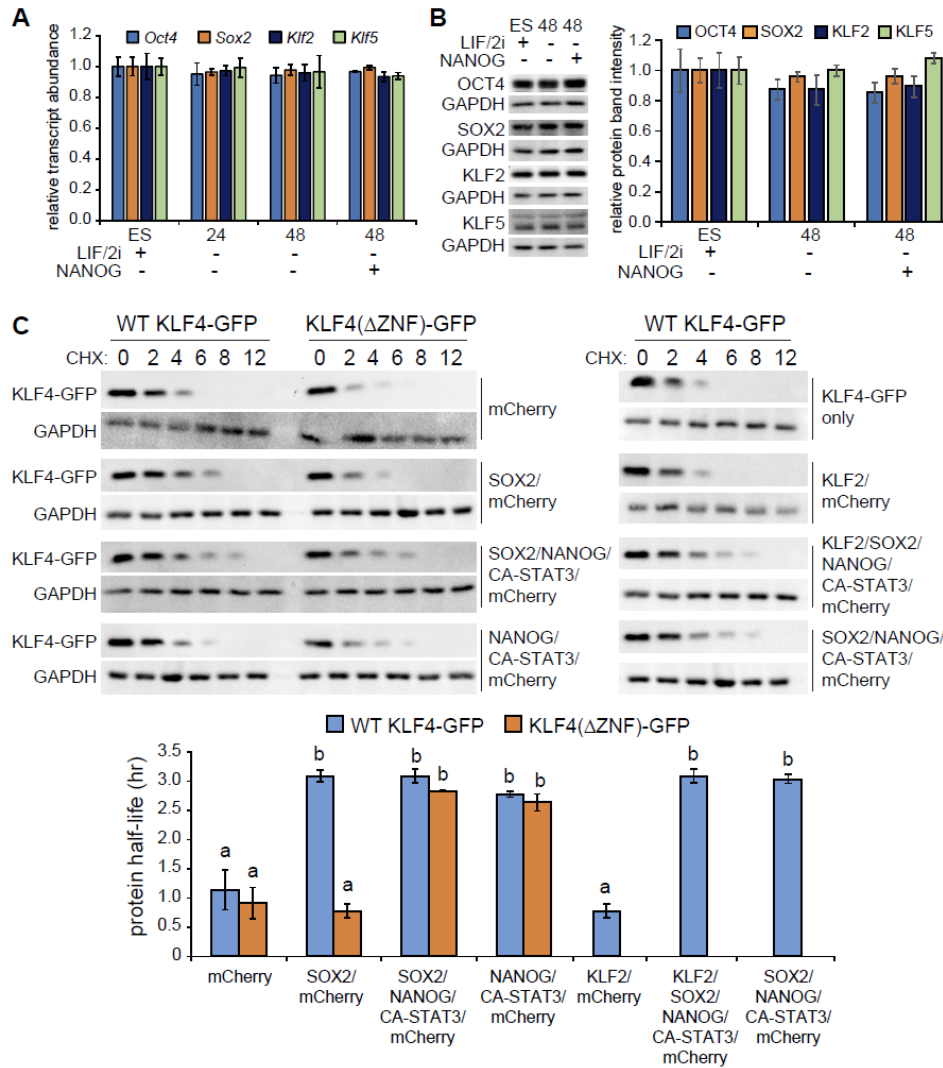 A
Oct4 Sox2 Klf2 Klf5
relative transcript abundance
1.4
1.2
1.0
0.8
0.6
0.4
0.2
0.0
ES 24 48 48
LIF/2i + - - -
NANOG - - - +
B
ES 48 48
LIF/2i + - -
NANOG - - +
OCT4
GAPDH
SOX2
GAPDH
KLF2
GAPDH
KLF5
GAPDH
OCT4 SOX2 KLF2 KLF5
relative protein band intensity
1.4
1.2
1.0
0.8
0.6
0.4
0.2
0.0
ES 48 48
LIF/2i + - -
NANOG - - +
C
WT KLF4-GFP KLF4(ΔZNF)-GFP
CHX: 0 2 4 6 8 12 0 2 4 6 8 12
KLF4-GFP
GAPDH
mCherry
KLF4-GFP
GAPDH
SOX2/
mCherry
KLF4-GFP
GAPDH
SOX2/NANOG/
CA-STAT3/
mCherry
KLF4-GFP
GAPDH
NANOG/
CA-STAT3/
mCherry
WT KLF4-GFP
0 2 4 6 8 12
KLF4-GFP
only
KLF2/
mCherry
KLF2/SOX2/
NANOG/
CA-STAT3/
mCherry
SOX2/NANOG/
CA-STAT3/
mCherry
WT KLF4-GFP KLF4(ΔZNF)-GFP
protein half-life (hr)
3.5
3.0
2.5
2.0
1.5
1.0
0.5
0
a a b a b b b b a b b
mCherry
SOX2/
mCherry
SOX2/
NANOG/
CA-STAT3/
mCherry
NANOG/
CA-STAT3/
mCherry
KLF2/
mCherry
KLF2/
SOX2/
NANOG/
CA-STAT3/
mCherry
SOX2/
NANOG/
CA-STAT3/
mCherry